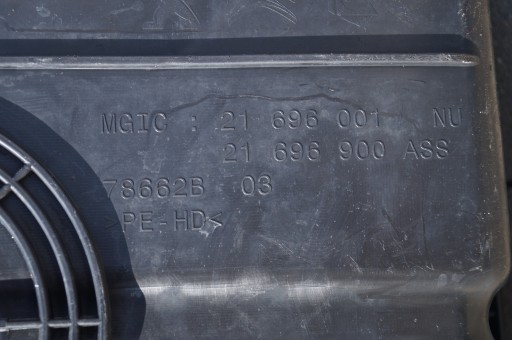 MGIC : 21 696 001 NU
21 696 900 ASS
78662B 03
>PE-HD<